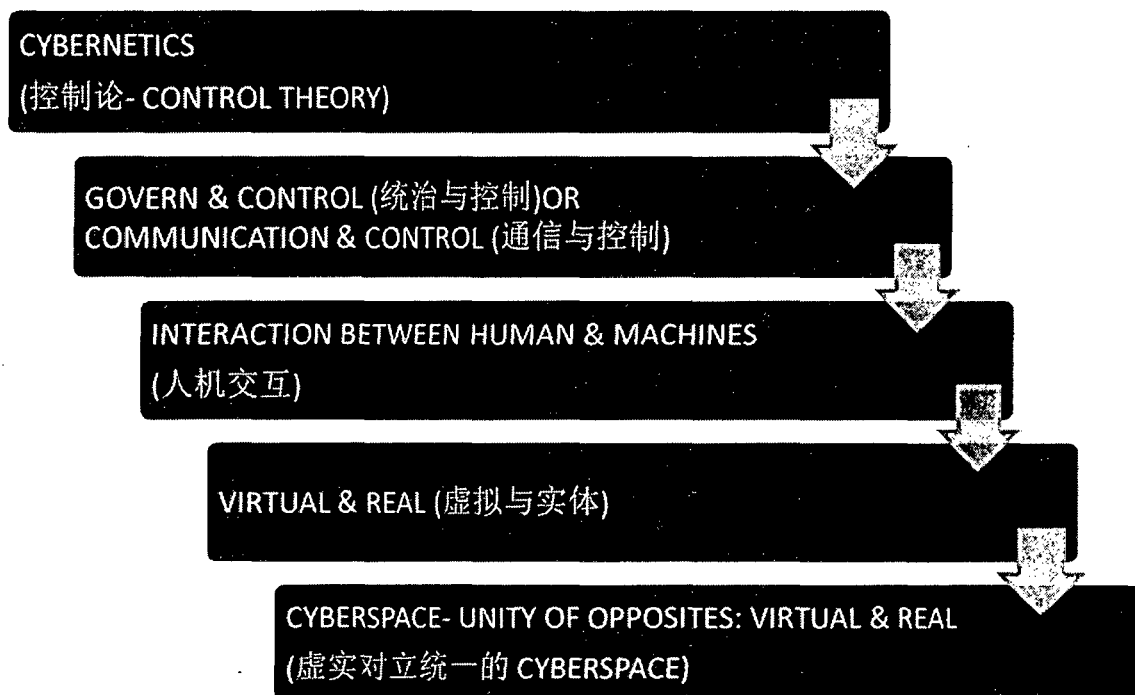 CYBERNETICS
(控制论- CONTROL THEORY)
GOVERN & CONTROL (统治与控制)OR
COMMUNICATION & CONTROL (通信与控制)
INTERACTION BETWEEN HUMAN & MACHINES
(人机交互)
VIRTUAL & REAL (虚拟与实体)
CYBERSPACE- UNITY OF OPPOSITES: VIRTUAL & REAL
(虚实对立统一的 CYBERSPACE)